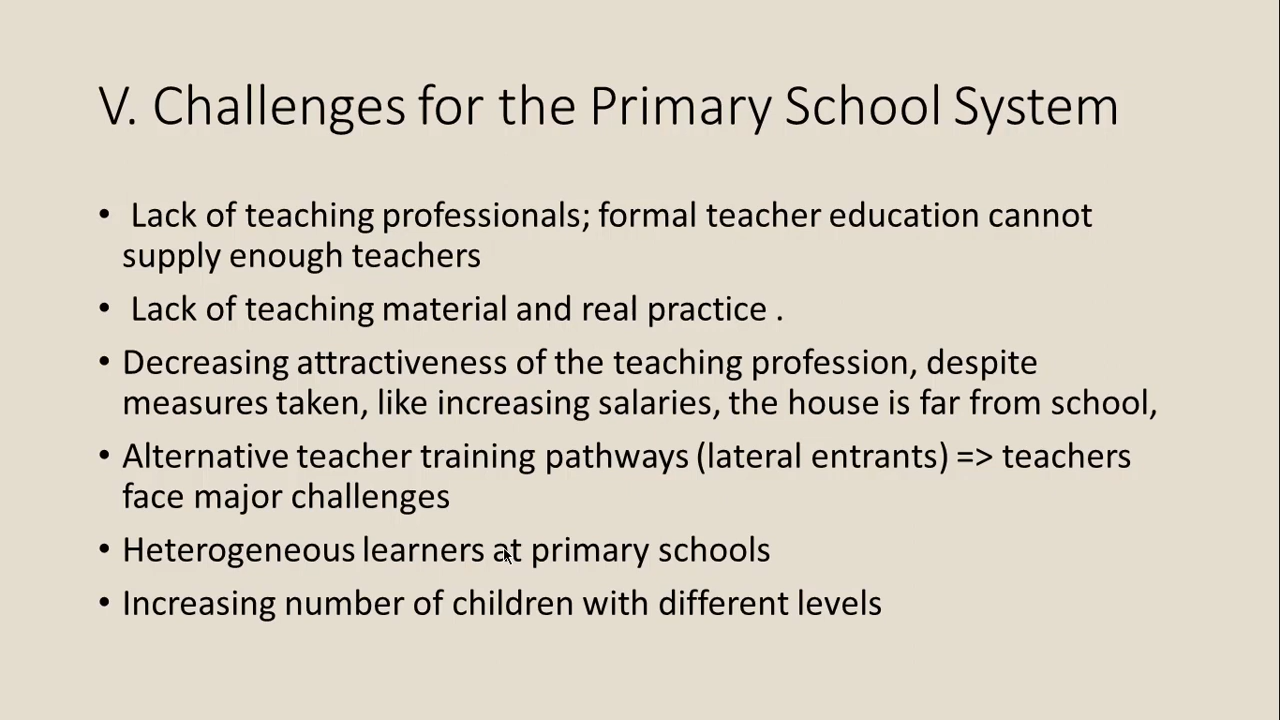 V. Challenges for the Primary School System
• Lack of teaching professionals; formal teacher education cannot
supply enough teachers
• Lack of teaching material and real practice .
• Decreasing attractiveness of the teaching profession, despite
measures taken, like increasing salaries, the house is far from school,
• Alternative teacher training pathways (lateral entrants) => teachers
face major challenges
• Heterogeneous learners at primary schools
• Increasing number of children with different levels